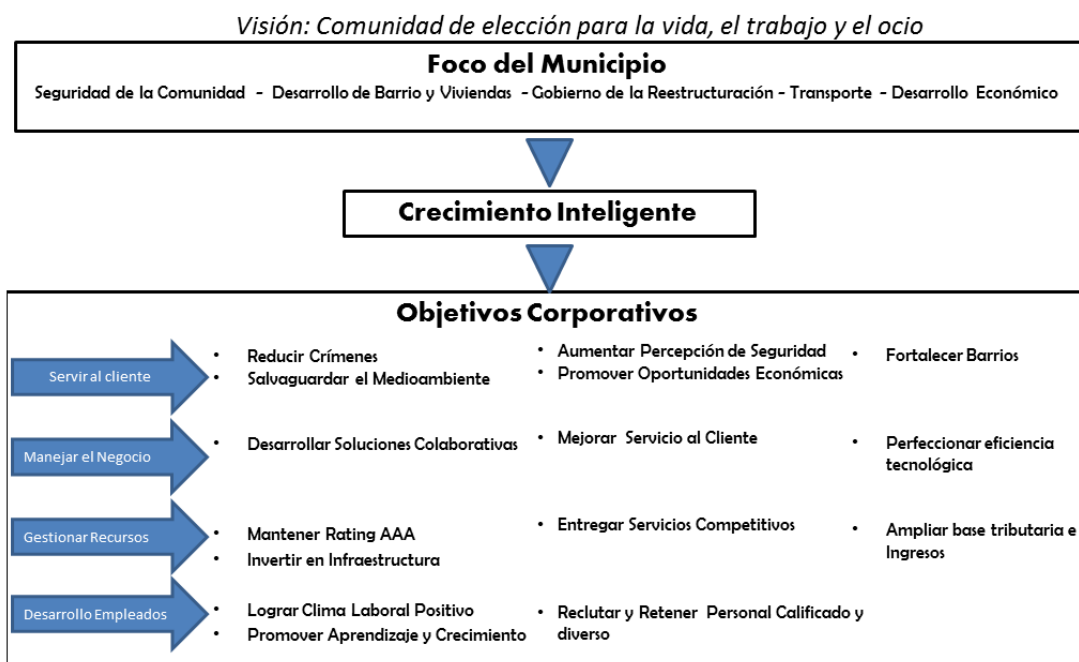 Visión: Comunidad de elección para la vida, el trabajo y el ocio
Foco del Municipio
Seguridad de la Comunidad - Desarrollo de Barrio y Viviendas - Gobierno de la Reestructuración - Transporte - Desarrollo Económico
Crecimiento Inteligente
Objetivos Corporativos
Servir al cliente
• Reducir Crímenes
• Salvaguardar el Medioambiente
• Aumentar Percepción de Seguridad
• Promover Oportunidades Económicas
• Fortalecer Barrios
Manejar el Negocio
• Desarrollar Soluciones Colaborativas
• Mejorar Servicio al Cliente
• Perfeccionar eficiencia
tecnológica
Gestionar Recursos
• Mantener Rating AAA
• Invertir en Infraestructura
• Entregar Servicios Competitivos
• Ampliar base tributaria e
Ingresos
Desarrollo Empleados
• Lograr Clima Laboral Positivo
• Promover Aprendizaje y Crecimiento
• Reclutar y Retener Personal Calificado y
diverso